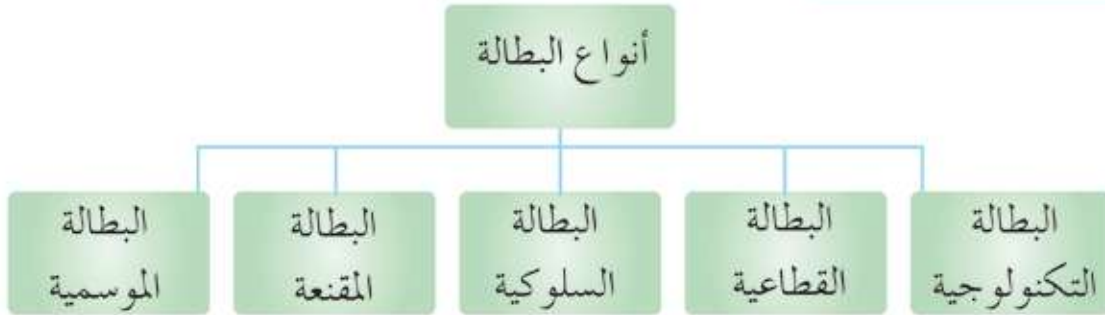 أنواع البطالة
البطالة
التكنولوجية
البطالة
القطاعية
البطالة
السلوكية
البطالة
المقنعة
البطالة
الموسمية